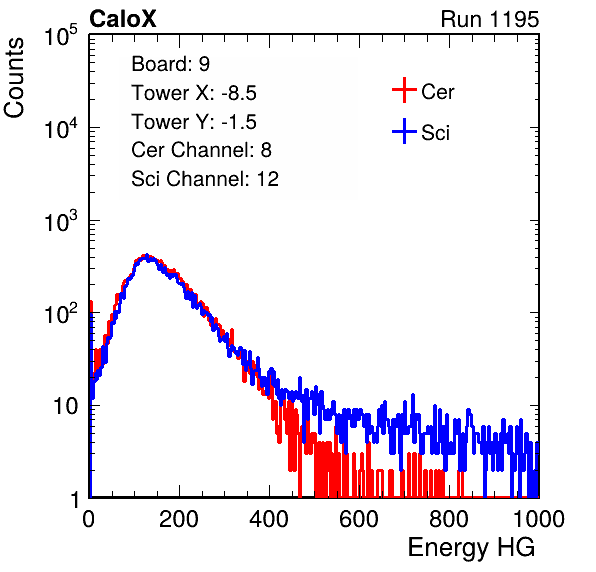 CaloX Run 1195
Counts
10^5
10^4
10^3
10^2
10
1
Board: 9
Tower X: -8.5
Tower Y: -1.5
Cer Channel: 8
Sci Channel: 12
Cer
Sci
0 200 400 600 800 1000
Energy HG